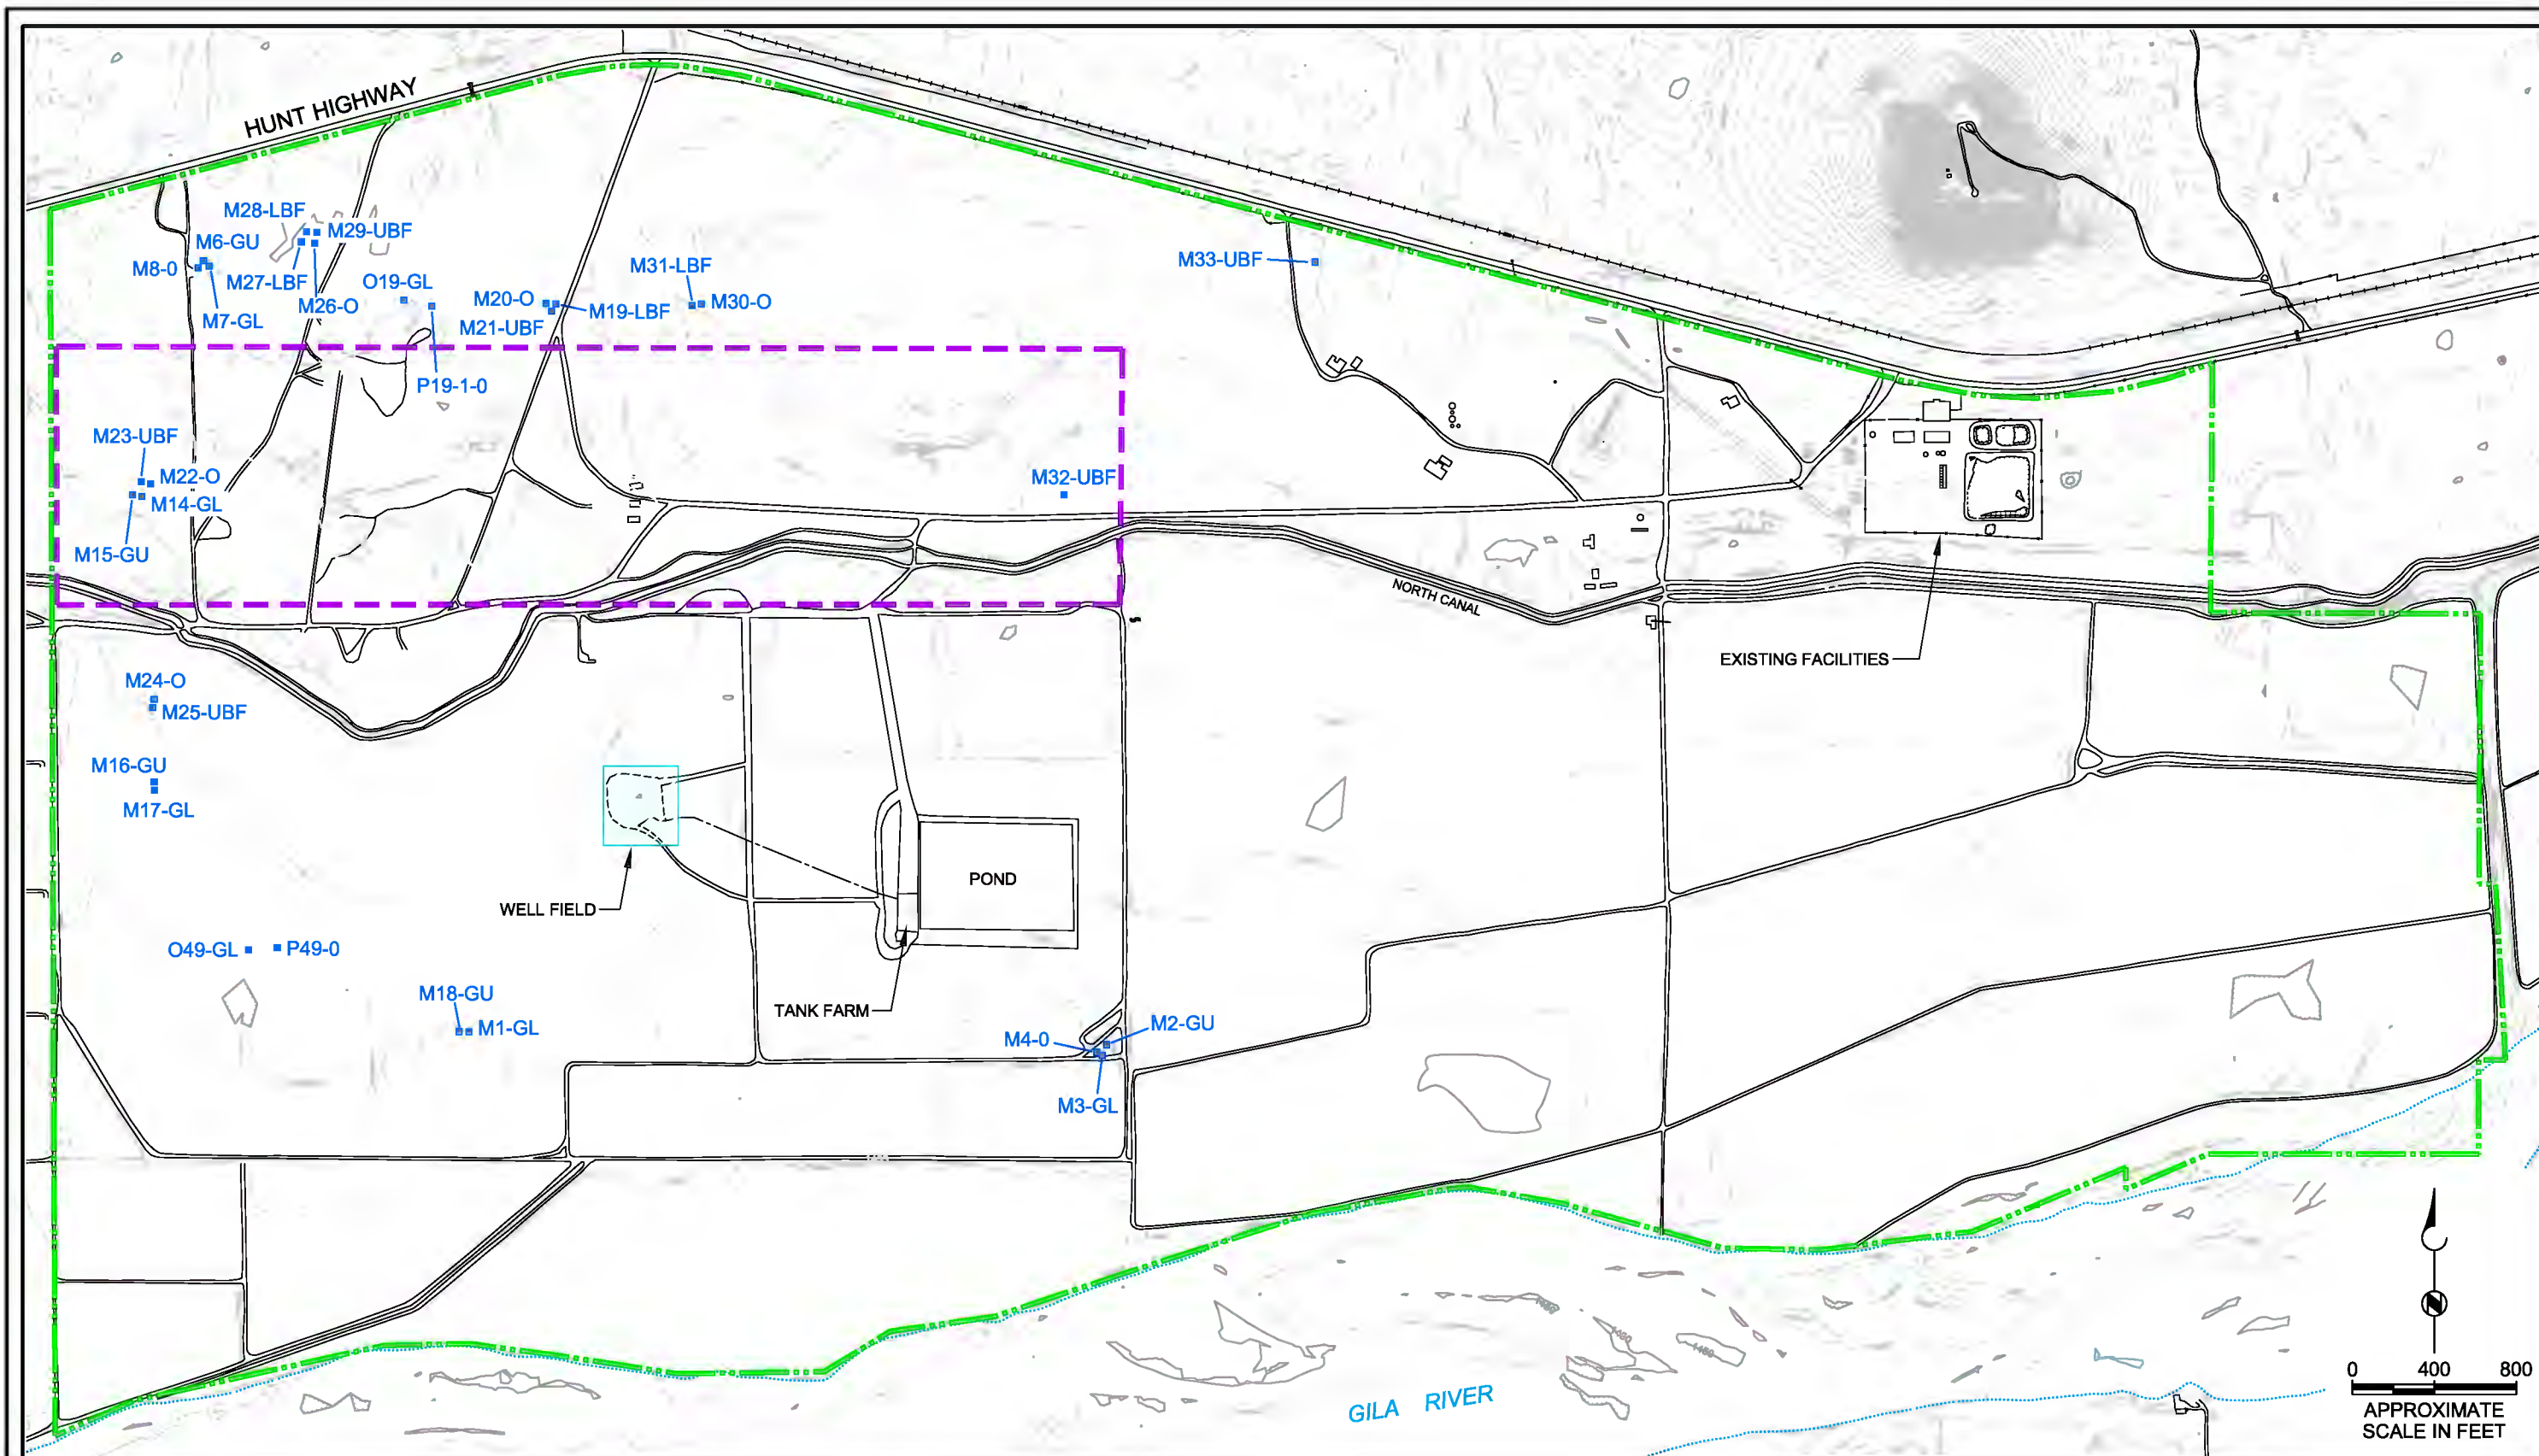 HUNT HIGHWAY
M28-LBF
M29-UBF
M6-GU
M8-0
M27-LBF
M7-GL
M26-O
O19-GL
P19-1-0
M20-O
M19-LBF
M21-UBF
M31-LBF
M30-O
M33-UBF
M23-UBF
M22-O
M14-GL
M15-GU
M32-UBF
NORTH CANAL
EXISTING FACILITIES
M24-O
M25-UBF
M16-GU
M17-GL
POND
WELL FIELD
O49-GL
P49-0
M18-GU
M1-GL
TANK FARM
M4-0
M2-GU
M3-GL
GILA RIVER
0 400 800
APPROXIMATE
SCALE IN FEET